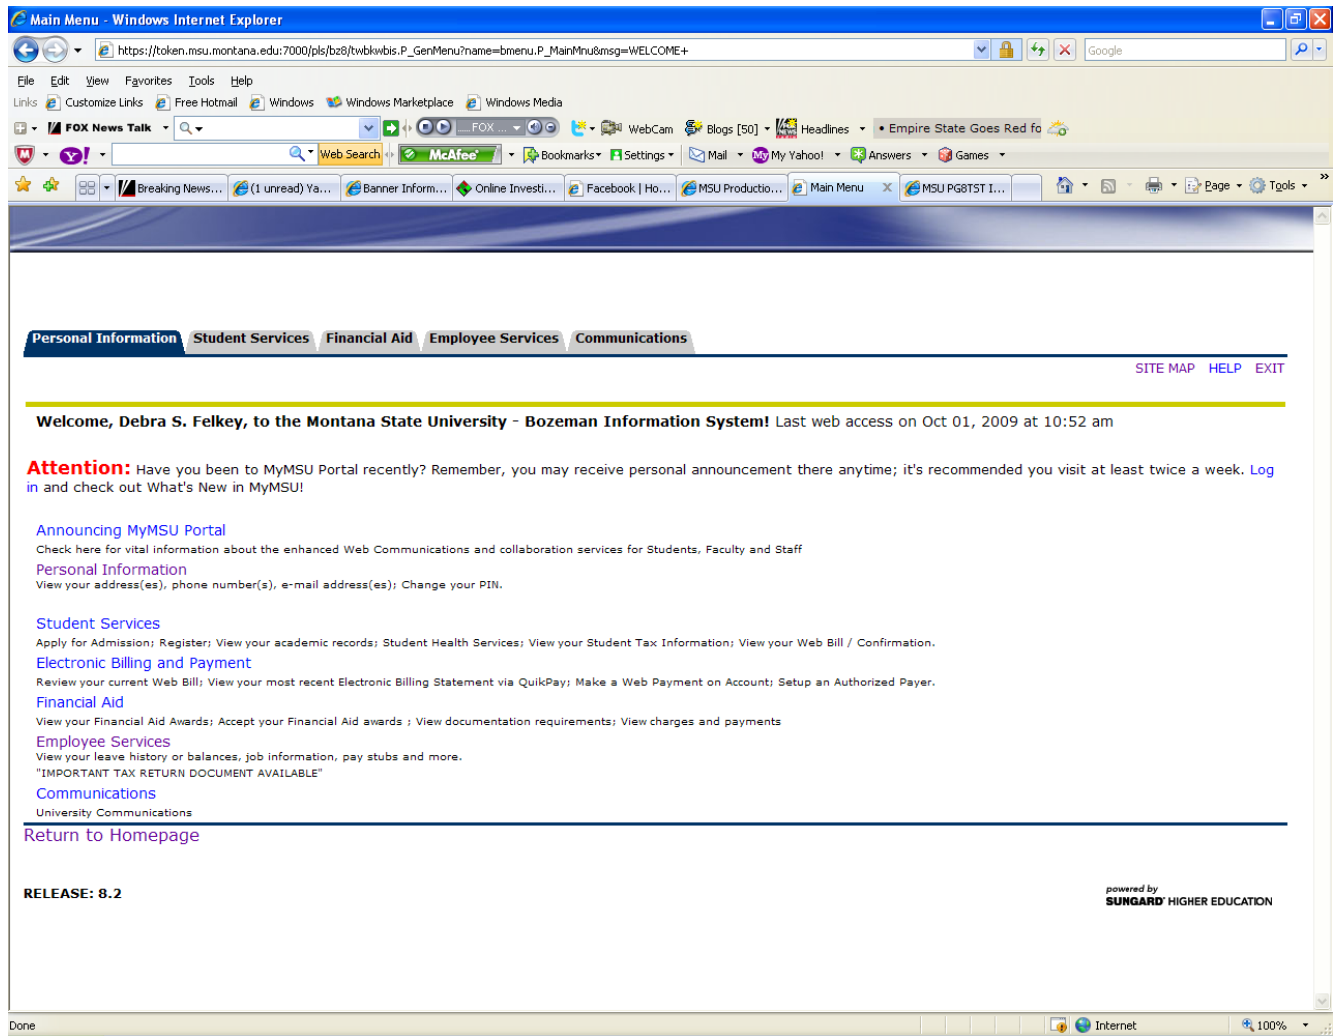 Main Menu - Windows Internet Explorer
https://token.msu.montana.edu:7000/pls/bz8/twbkwbis.P_GenMenu?name=bmenu.P_MainMnu&msg=WELCOME+
Google
File Edit View Favorites Tools Help
Links Customize Links Free Hotmail Windows Windows Marketplace Windows Media
FOX News Talk FOX ... WebCam Blogs [50] Headlines • Empire State Goes Red fo
Y! Web Search McAfee Bookmarks Settings Mail My Yahoo! Answers Games
Breaking News... (1 unread) Ya... Banner Inform... Online Investi... Facebook | Ho... MSU Productio... Main Menu X MSU PG8TST I... Page Tools »
Personal Information Student Services Financial Aid Employee Services Communications
SITE MAP HELP EXIT
Welcome, Debra S. Felkey, to the Montana State University - Bozeman Information System! Last web access on Oct 01, 2009 at 10:52 am
Attention: Have you been to MyMSU Portal recently? Remember, you may receive personal announcement there anytime; it's recommended you visit at least twice a week. Log
in and check out What's New in MyMSU!
Announcing MyMSU Portal
Check here for vital information about the enhanced Web Communications and collaboration services for Students, Faculty and Staff
Personal Information
View your address(es), phone number(s), e-mail address(es); Change your PIN.
Student Services
Apply for Admission; Register; View your academic records; Student Health Services; View your Student Tax Information; View your Web Bill / Confirmation.
Electronic Billing and Payment
Review your current Web Bill; View your most recent Electronic Billing Statement via QuikPay; Make a Web Payment on Account; Setup an Authorized Payer.
Financial Aid
View your Financial Aid Awards; Accept your Financial Aid awards ; View documentation requirements; View charges and payments
Employee Services
View your leave history or balances, job information, pay stubs and more.
"IMPORTANT TAX RETURN DOCUMENT AVAILABLE"
Communications
University Communications
Return to Homepage
RELEASE: 8.2
powered by
SUNGARD' HIGHER EDUCATION
Done Internet 100%